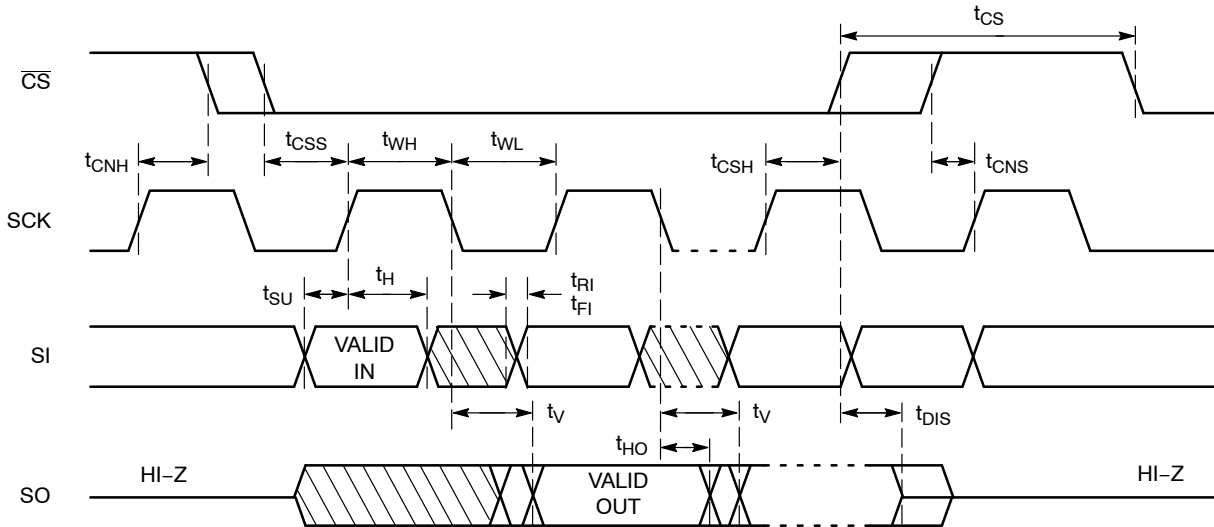 tCS
CS
tCNH
tCSS
tWH
tWL
tCSH
tCNS
SCK
tSU
tH
tRI
tFI
SI
VALID
IN
tV
tV
tDIS
tHO
SO
HI–Z
VALID
OUT
HI–Z